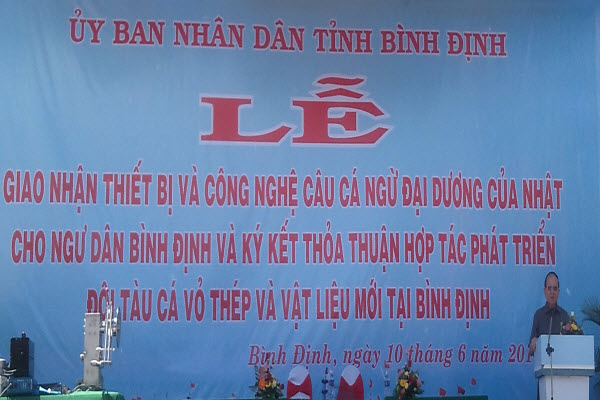 ỦY BAN NHÂN DÂN TỈNH BÌNH ĐỊNH
LỄ
GIAO NHẬN THIẾT BỊ VÀ CÔNG NGHỆ CÂU CÁ NGỪ ĐẠI DƯƠNG CỦA NHẬT
CHO NGƯ DÂN BÌNH ĐỊNH VÀ KÝ KẾT THỎA THUẬN HỢP TÁC PHÁT TRIỂN
ĐỘI TÀU CÁ VỎ THÉP VÀ VẬT LIỆU MỚI TẠI BÌNH ĐỊNH
Bình Định, ngày 10 tháng 6 năm